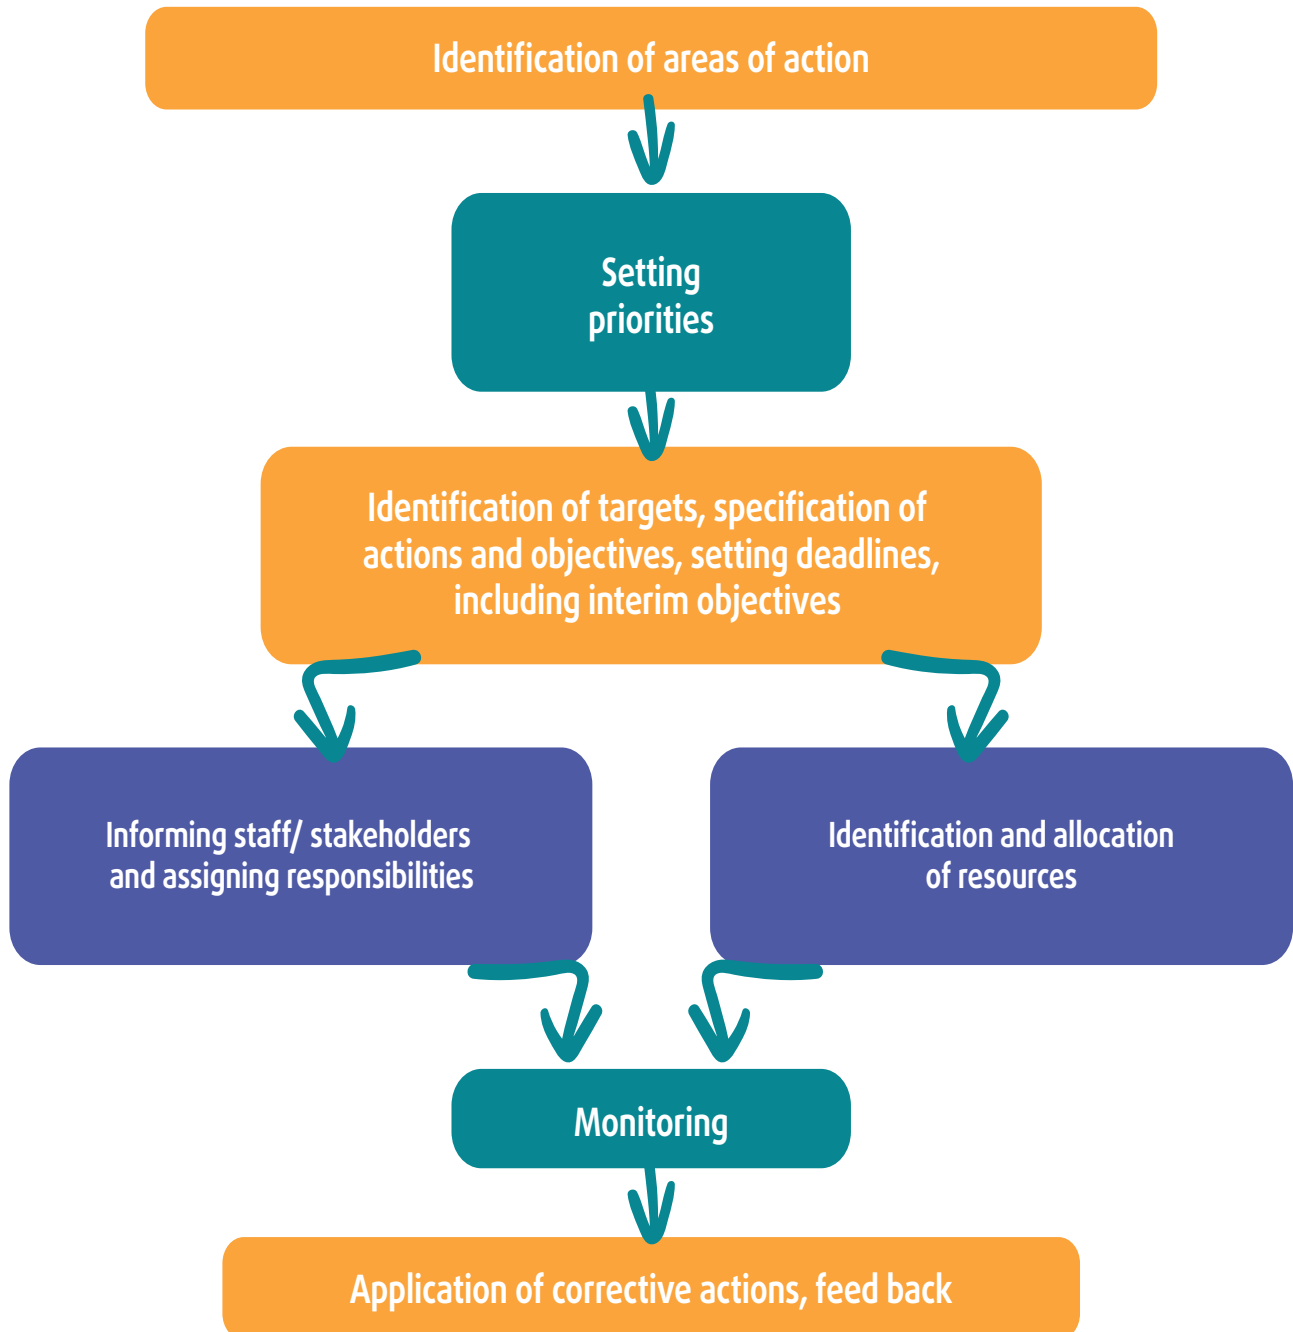 Identification of areas of action
Setting
priorities
Identification of targets, specification of
actions and objectives, setting deadlines,
including interim objectives
Informing staff/ stakeholders
and assigning responsibilities
Identification and allocation
of resources
Monitoring
Application of corrective actions, feed back